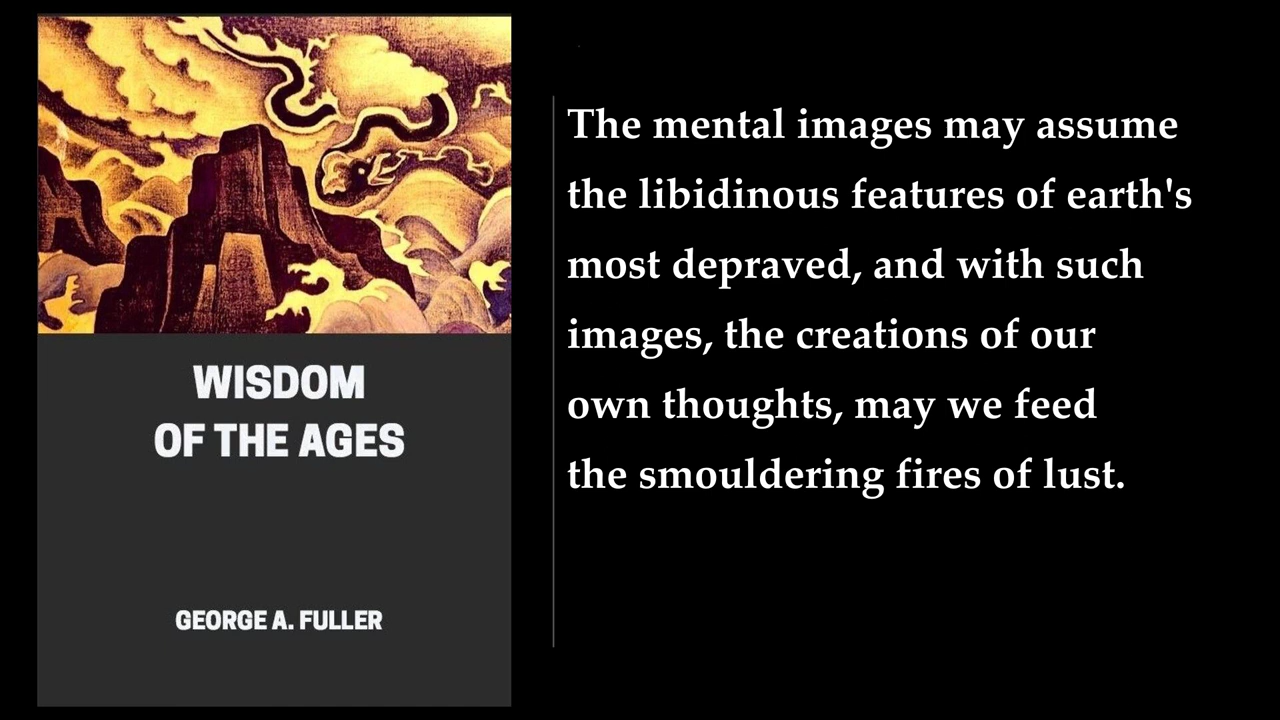 WISDOM
OF THE AGES
GEORGE A. FULLER
The mental images may assume
the libidinous features of earth's
most depraved, and with such
images, the creations of our
own thoughts, may we feed
the smouldering fires of lust.